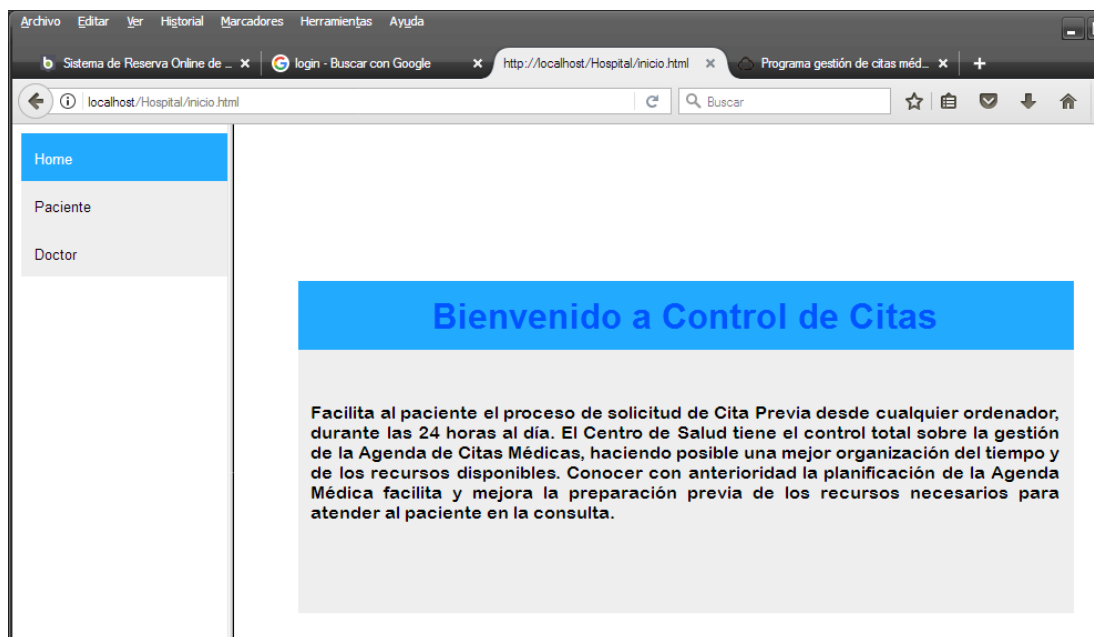 Archivo Editar Ver Historial Marcadores Herramientas Ayuda
Sistema de Reserva Online de ... login - Buscar con Google http://localhost/Hospital/inicio.html Programa gestión de citas méd...
localhost/Hospital/inicio.html Buscar
Home
Paciente
Doctor
Bienvenido a Control de Citas
Facilita al paciente el proceso de solicitud de Cita Previa desde cualquier ordenador,
durante las 24 horas al día. El Centro de Salud tiene el control total sobre la gestión
de la Agenda de Citas Médicas, haciendo posible una mejor organización del tiempo y
de los recursos disponibles. Conocer con anterioridad la planificación de la Agenda
Médica facilita y mejora la preparación previa de los recursos necesarios para
atender al paciente en la consulta.